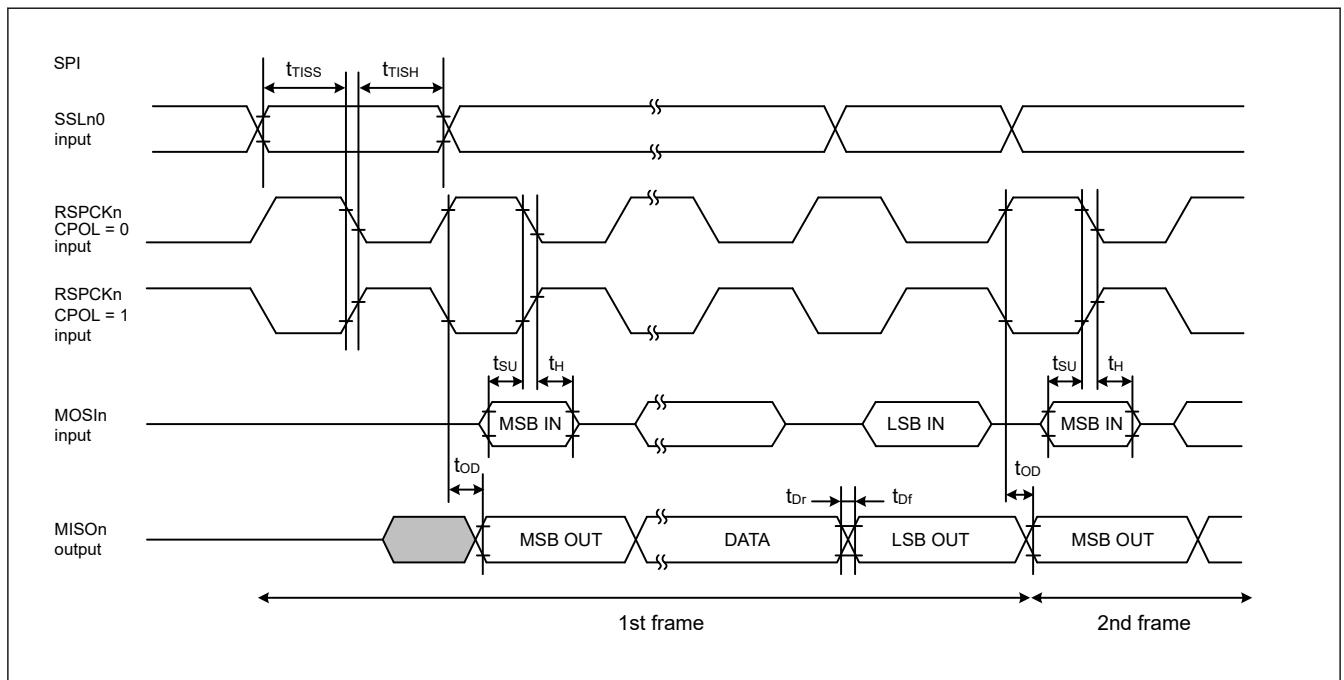 SPI
tTISS
tTISH
SSLn0
input
RSPCKn
CPOL = 0
input
RSPCKn
CPOL = 1
input
tSU
tH
tSU
tH
MOSIn
input
MSB IN
LSB IN
MSB IN
tOD
tDr
tDf
tOD
MISOn
output
MSB OUT
DATA
LSB OUT
MSB OUT
1st frame
2nd frame